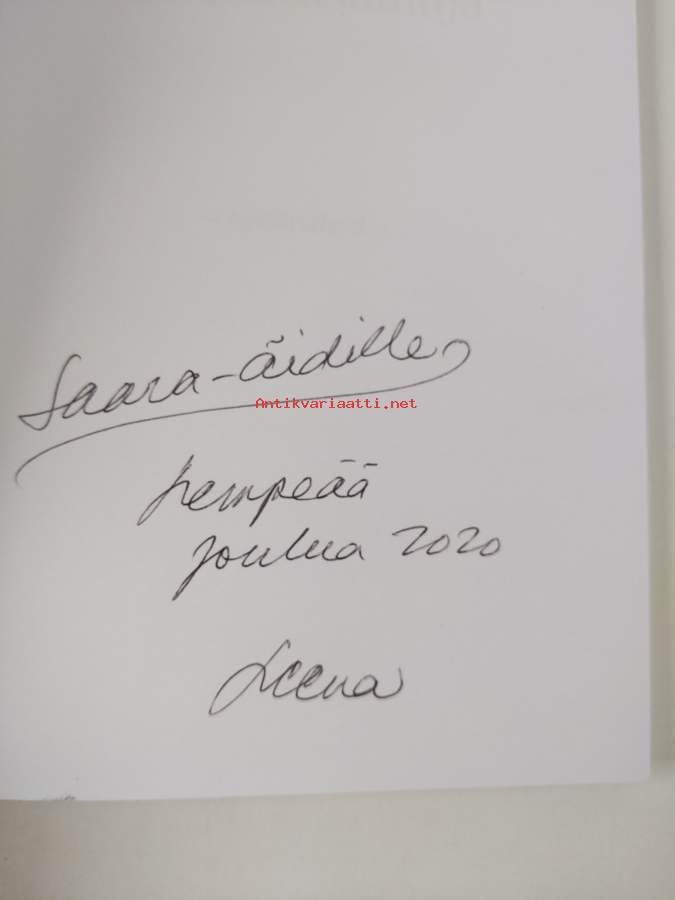 Saara-äidille
Antikvariaatti.net
Lempeää
Joulua 2020
Leena